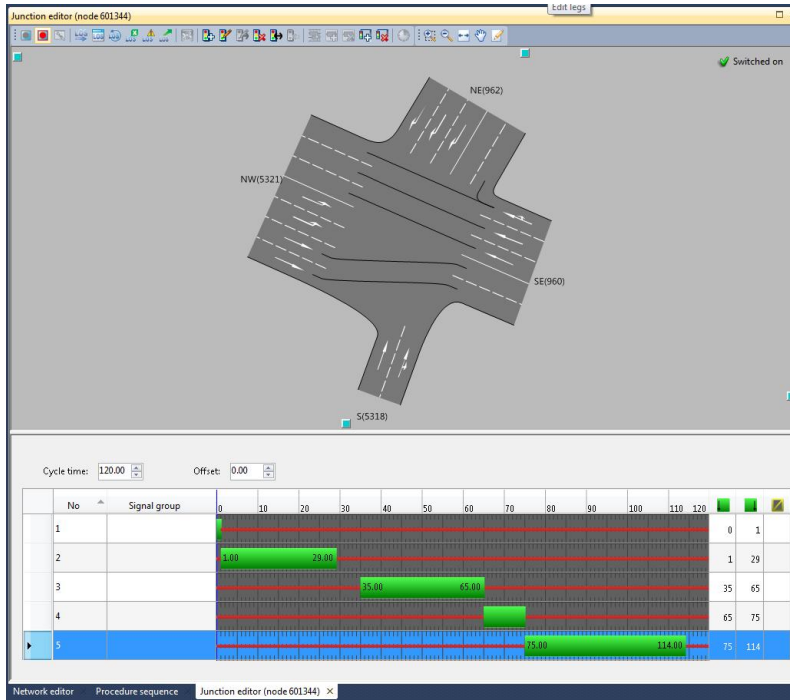 Edit legs
Junction editor (node 601344)
Switched on
NE(962)
NW(5321)
SE(960)
S(5318)
Cycle time: 120.00 Offset: 0.00
No Signal group 0 10 20 30 40 50 60 70 80 90 100 110 120
1 0 1
2 1.00 29.00 1 29
3 35.00 65.00 35 65
4 65 75
5 75.00 114.00 75 114
Network editor Procedure sequence Junction editor (node 601344) ×